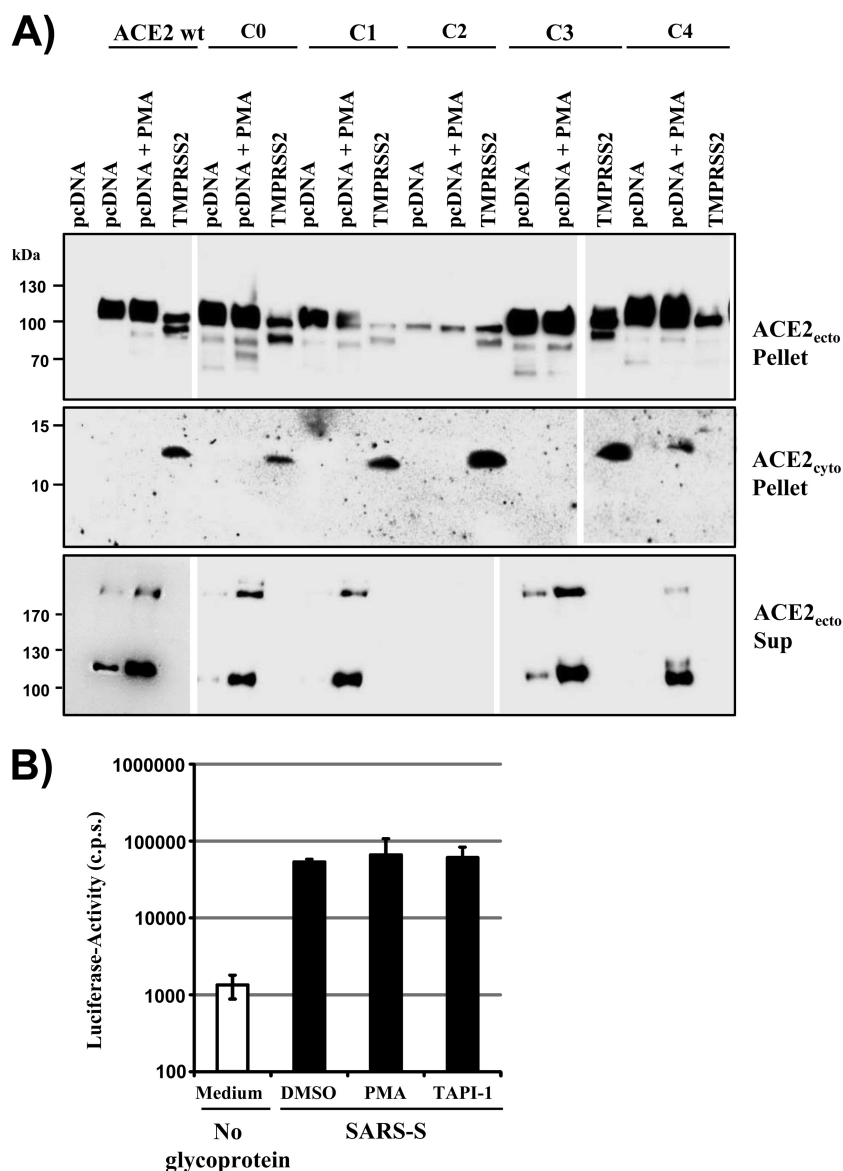 A)
ACE2 wt C0 C1 C2 C3 C4
pcDNA pcDNA pcDNA + PMA TMPRSS2 pcDNA pcDNA + PMA TMPRSS2 pcDNA pcDNA + PMA TMPRSS2 pcDNA pcDNA + PMA TMPRSS2 pcDNA pcDNA + PMA TMPRSS2 pcDNA pcDNA + PMA TMPRSS2
kDa
130
100
70
ACE2ecto
Pellet
15
10
ACE2cyto
Pellet
170
130
100
ACE2ecto
Sup
B)
Luciferase-Activity (c.p.s.)
1000000
100000
10000
1000
100
Medium DMSO PMA TAPI-1
No
glycoprotein
SARS-S